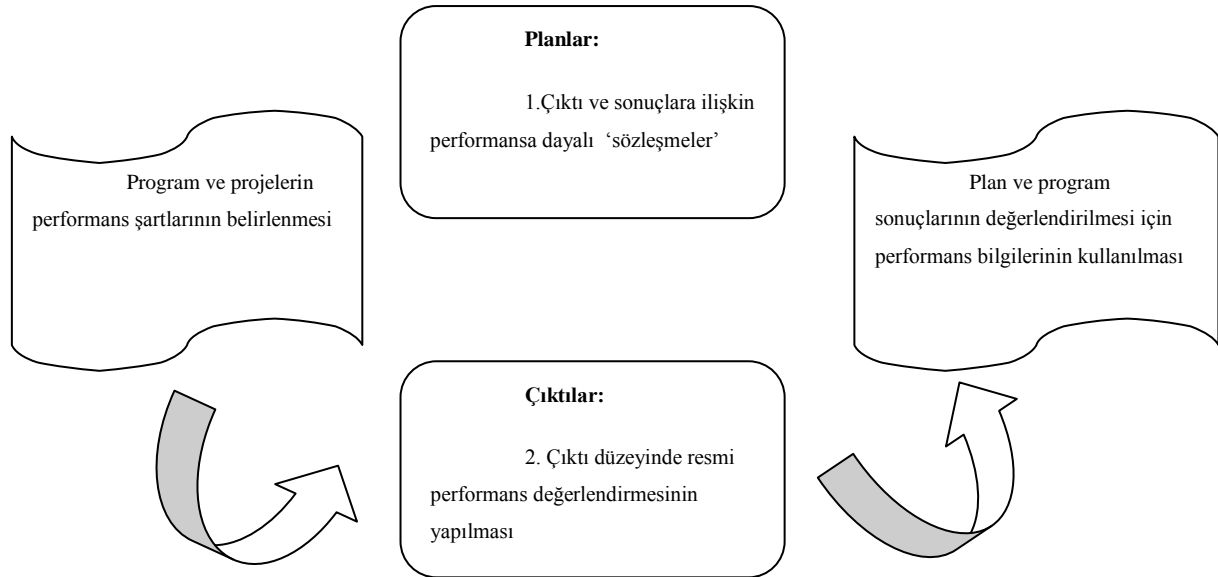 Planlar:
1.Çıktı ve sonuçlara ilişkin
performansa dayalı ‘sözleşmeler’
Program ve projelerin
performans şartlarının belirlenmesi
Plan ve program
sonuçlarının değerlendirilmesi için
performans bilgilerinin kullanılması
Çıktılar:
2. Çıktı düzeyinde resmi
performans değerlendirmesinin
yapılması